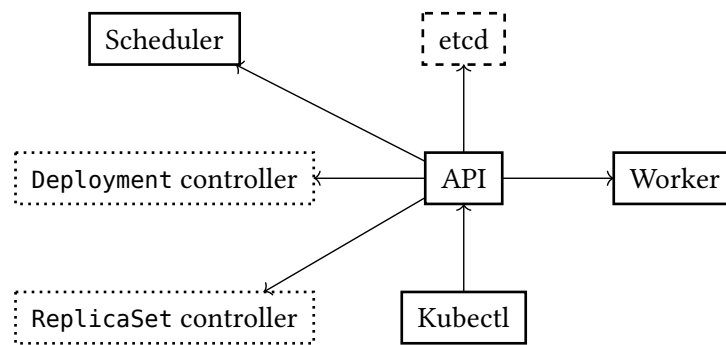 Scheduler
etcd
Deployment controller
API
Worker
ReplicaSet controller
Kubectl